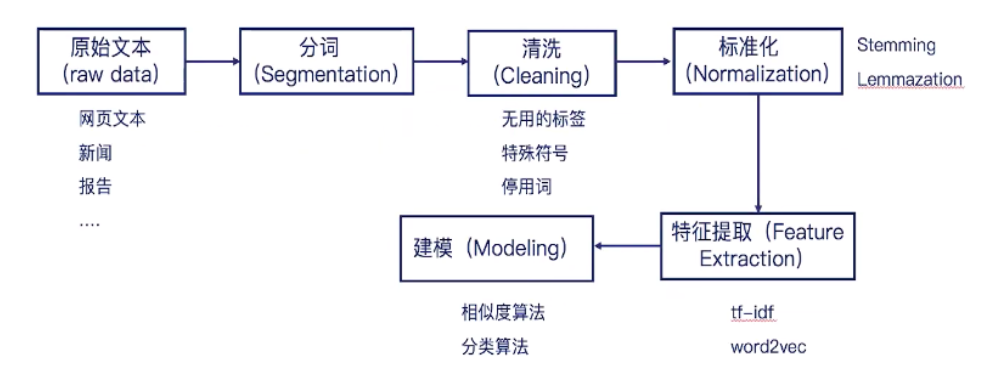 原始文本
(raw data)
分词
(Segmentation)
清洗
(Cleaning)
标准化
(Normalization)
Stemming
Lemmazation
网页文本
新闻
报告
....
无用的标签
特殊符号
停用词
特征提取（Feature
Extraction）
建模（Modeling）
相似度算法
分类算法
tf-idf
word2vec